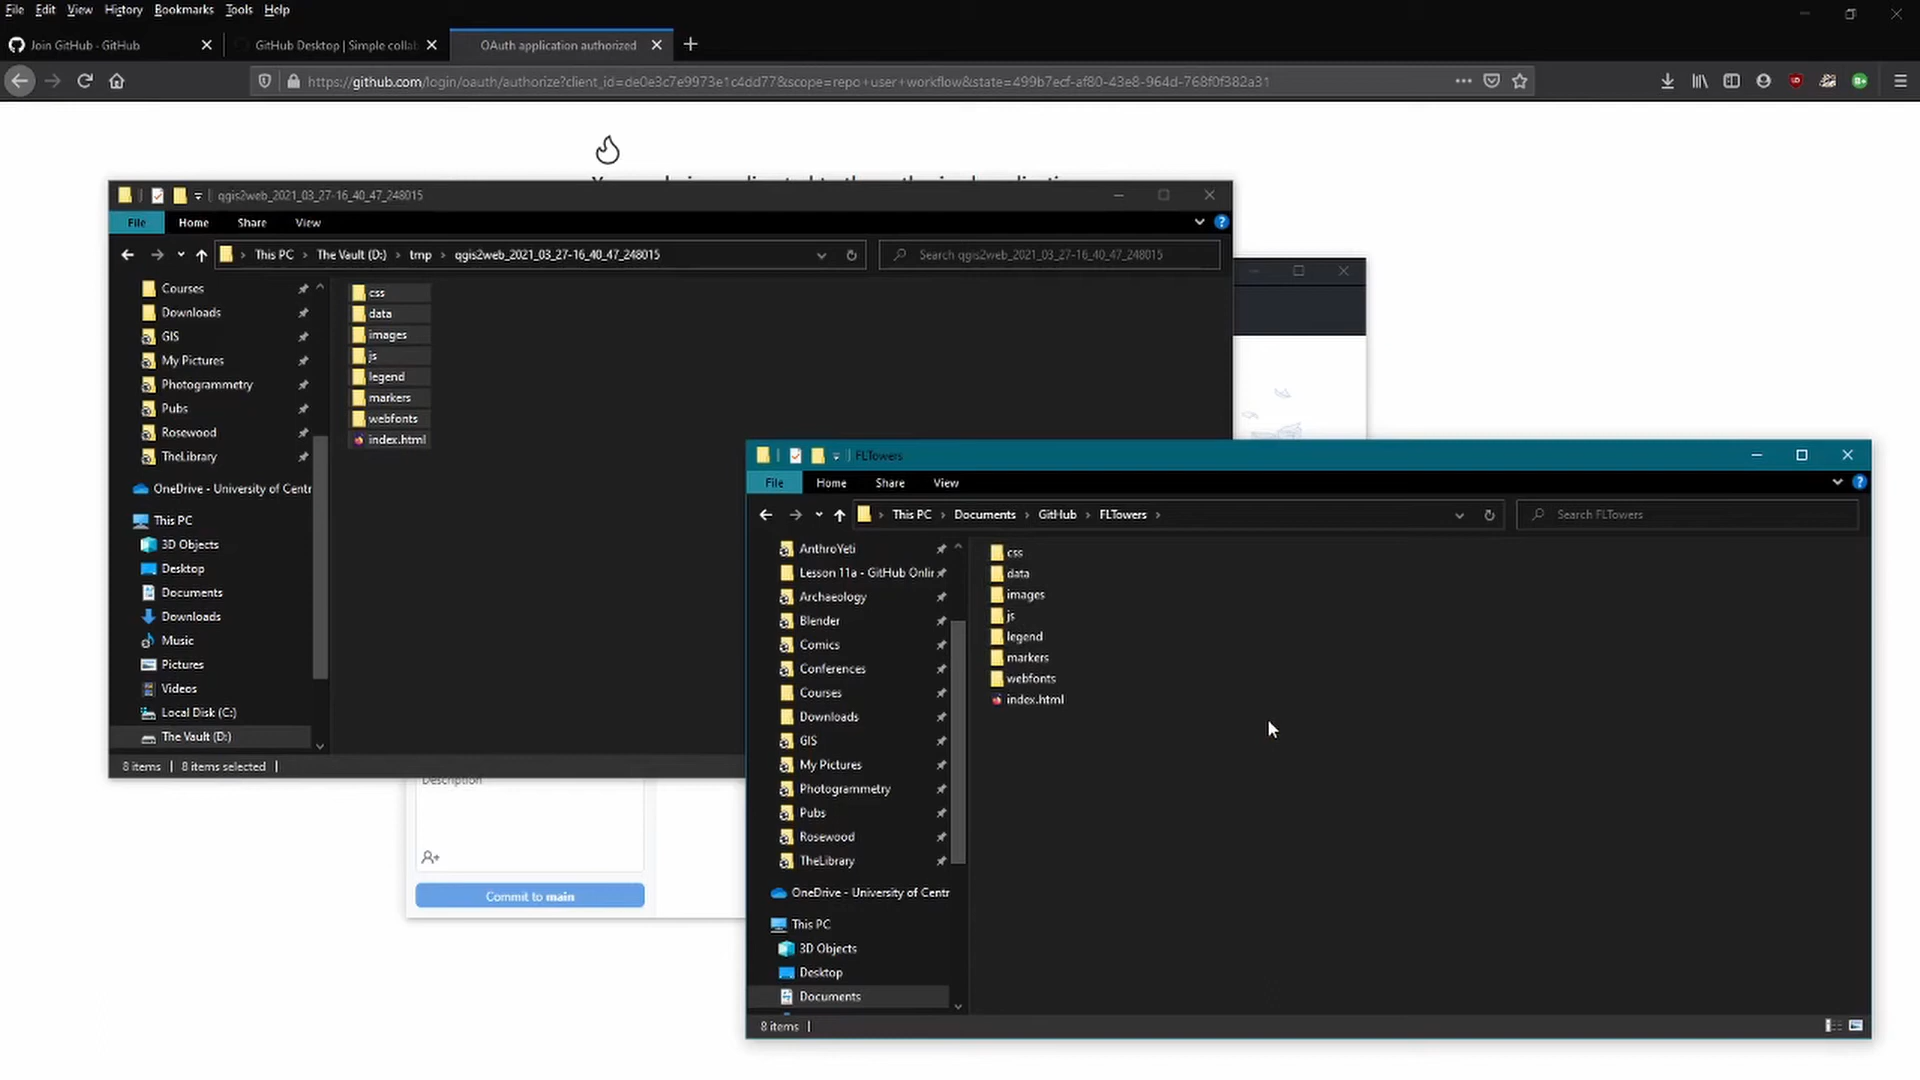 File Edit View History Bookmarks Tools Help
Join GitHub · GitHub
GitHub Desktop | Simple collab
OAuth application authorized
https://github.com/login/oauth/authorize?client_id=de0e3c7e9973e1c4dd77&scope=repo+user+workflow&state=499b7ecf-af80-43e8-964d-768f0f382a31
qgis2web_2021_03_27-16_40_47_248015
File Home Share View
This PC > The Vault (D:) > tmp > qgis2web_2021_03_27-16_40_47_248015
Search qgis2web_2021_03_27-16_40_47_248015
Courses
Downloads
GIS
My Pictures
Photogrammetry
Pubs
Rosewood
TheLibrary
OneDrive - University of Centr
This PC
3D Objects
Desktop
Documents
Downloads
Music
Pictures
Videos
Local Disk (C:)
The Vault (D:)
css
data
images
js
legend
markers
webfonts
index.html
8 items | 8 items selected |
Description
Commit to main
FLTowers
File Home Share View
This PC > Documents > GitHub > FLTowers >
Search FLTowers
AnthroYeti
Lesson 11a - GitHub Onlin
Archaeology
Blender
Comics
Conferences
Courses
Downloads
GIS
My Pictures
Photogrammetry
Pubs
Rosewood
TheLibrary
OneDrive - University of Centr
This PC
3D Objects
Desktop
Documents
css
data
images
js
legend
markers
webfonts
index.html
8 items |